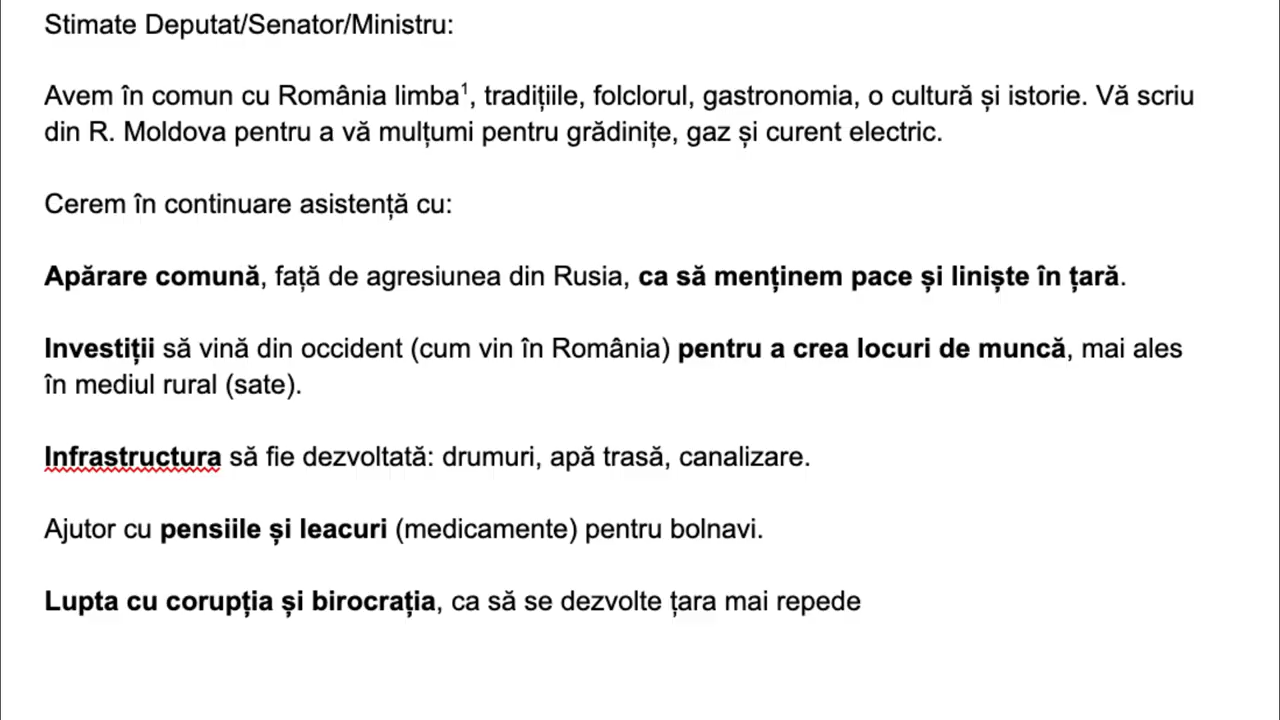 Stimate Deputat/Senator/Ministru:
Avem în comun cu România limba¹, tradițiile, folclorul, gastronomia, o cultură și istorie. Vă scriu
din R. Moldova pentru a vă mulțumi pentru grădinițe, gaz și curent electric.
Cerem în continuare asistență cu:
Apărare comună, față de agresiunea din Rusia, ca să menținem pace și liniște în țară.
Investiții să vină din occident (cum vin în România) pentru a crea locuri de muncă, mai ales
în mediul rural (sate).
Infrastructura să fie dezvoltată: drumuri, apă trasă, canalizare.
Ajutor cu pensiile și leacuri (medicamente) pentru bolnavi.
Lupta cu corupția și birocrația, ca să se dezvolte țara mai repede